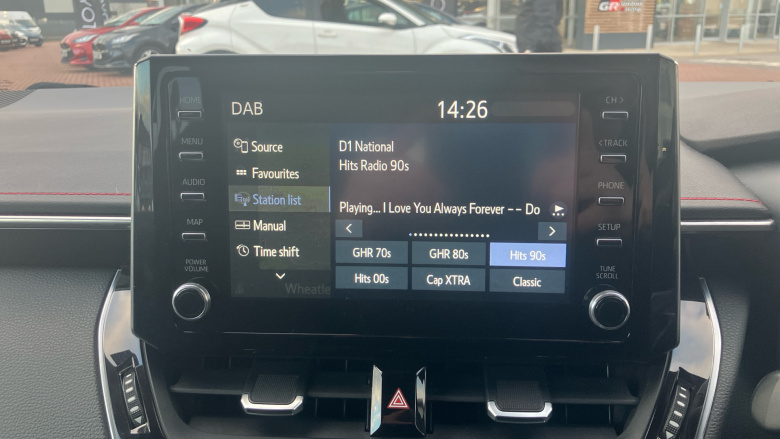 GR
DAB 14:26
HOME
MENU
AUDIO
MAP
POWER
VOLUME
Source
Favourites
Station list
Manual
Time shift
D1 National
Hits Radio 90s
Playing... I Love You Always Forever -- Do
GHR 70s GHR 80s Hits 90s
Hits 00s Cap XTRA Classic
Wheatle
CH >
< TRACK
PHONE
SETUP
TUNE
SCROLL